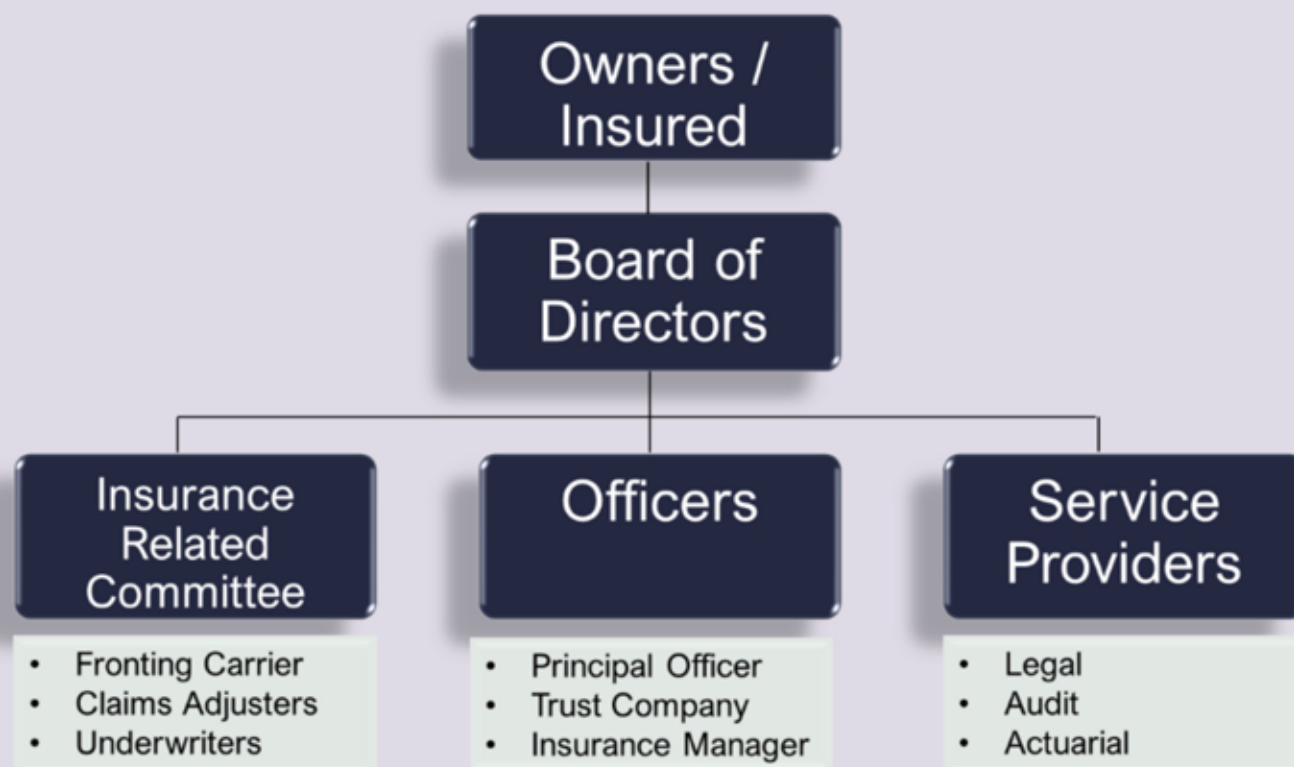 Owners /
Insured
Board of
Directors
Insurance
Related
Committee
• Fronting Carrier
• Claims Adjusters
• Underwriters
Officers
• Principal Officer
• Trust Company
• Insurance Manager
Service
Providers
• Legal
• Audit
• Actuarial